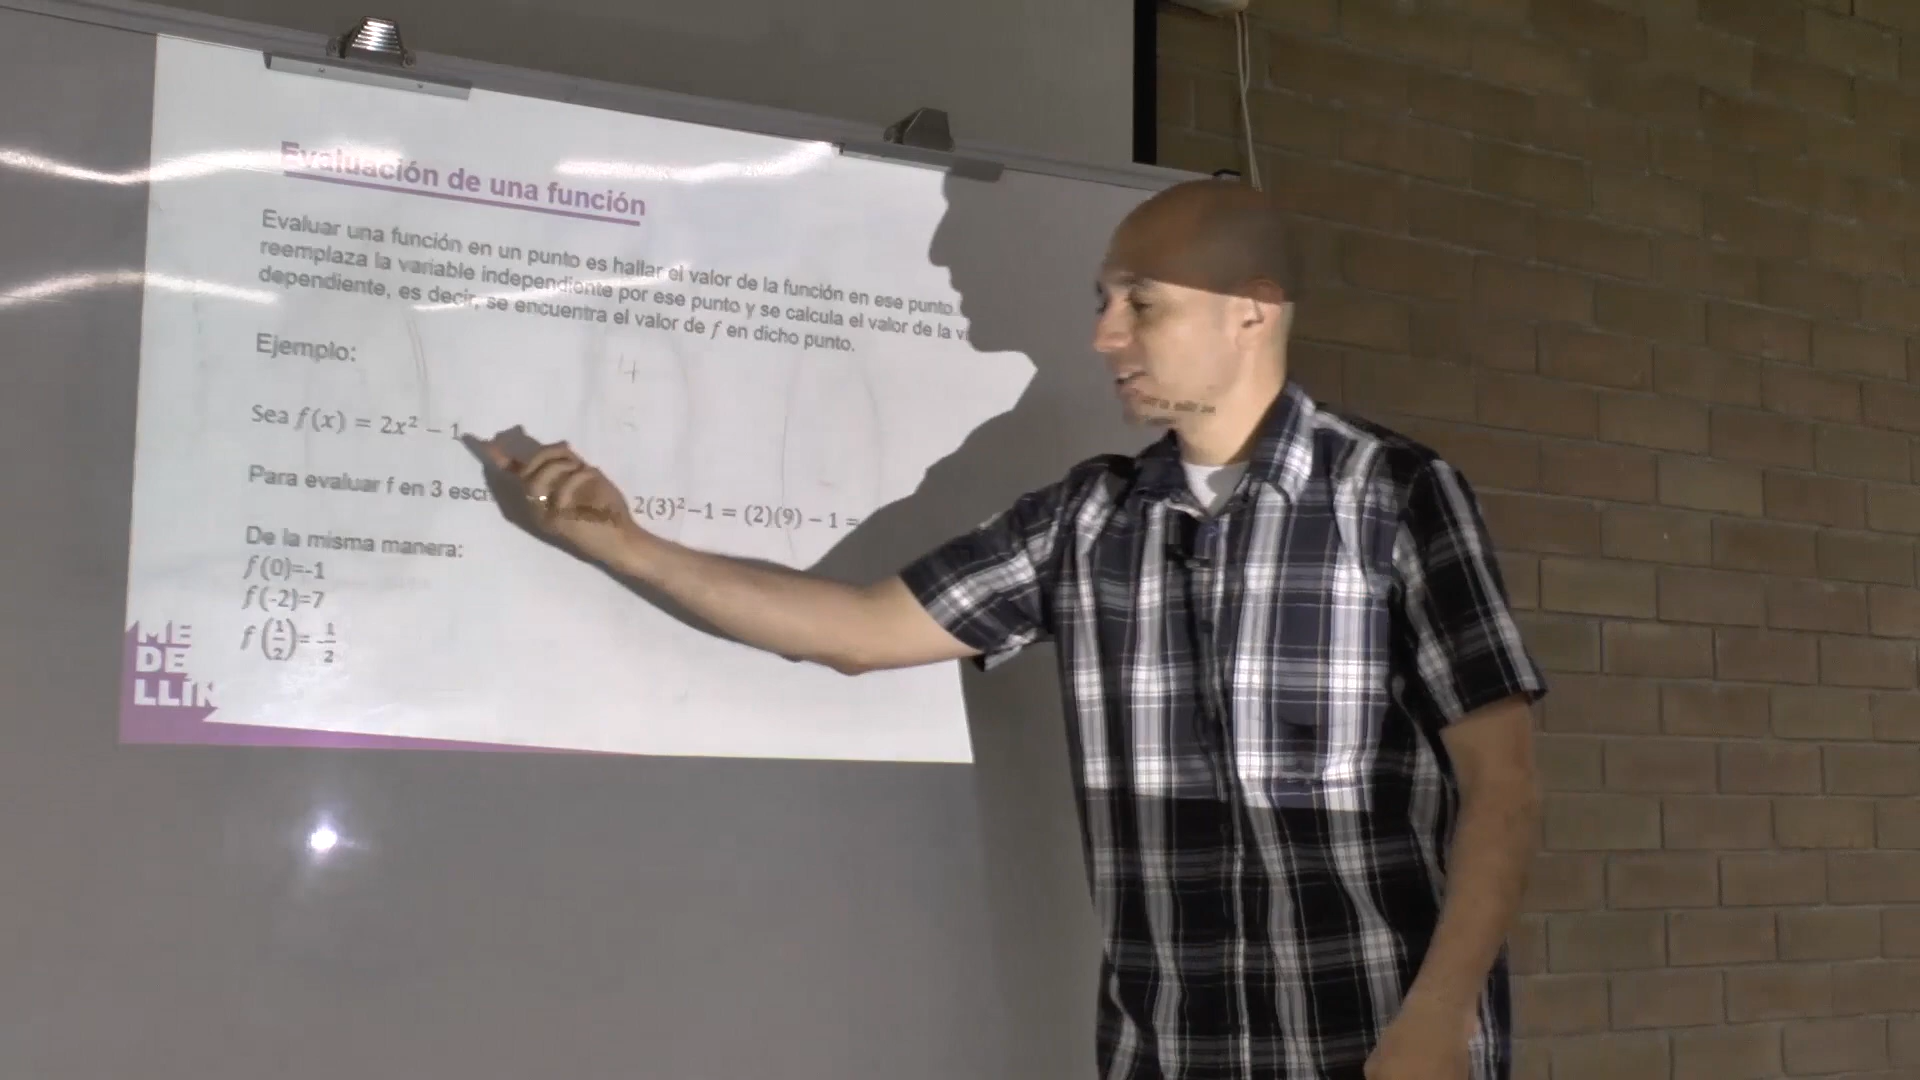 Evaluación de una función
Evaluar una función en un punto es hallar el valor de la función en ese punto.
reemplaza la variable independiente por ese punto y se calcula el valor de la v
dependiente, es decir, se encuentra el valor de f en dicho punto.
Ejemplo:
Sea f(x) = 2x² − 1
Para evaluar f en 3 escr 2(3)²−1 = (2)(9) − 1 =
De la misma manera:
f(0)=-1
f(-2)=7
f(1/2)=-1/2
ME
DE
LLÍN